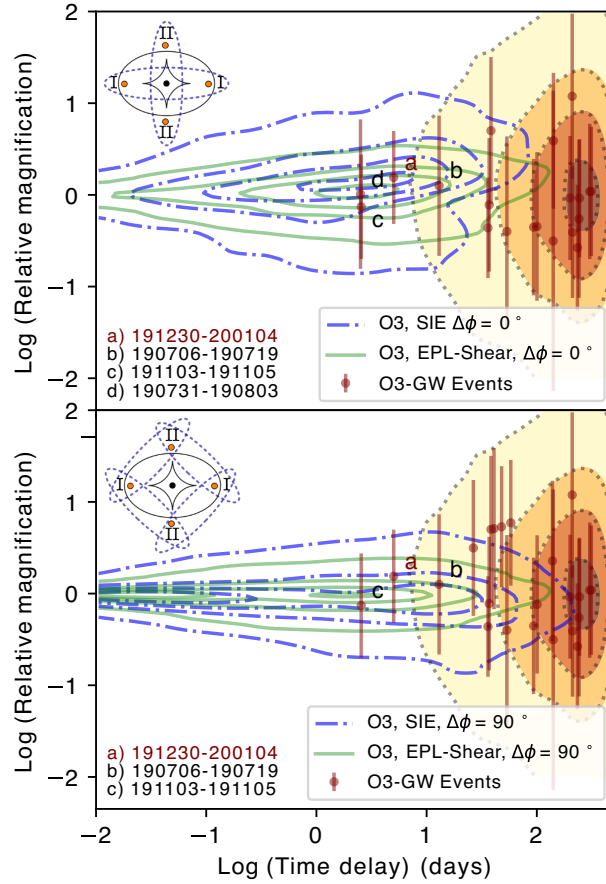 2
II
I
I
II
1
a
b
d
c
0
−1
−2
Log (Relative magnification)
a) 191230-200104
b) 190706-190719
c) 191103-191105
d) 190731-190803
O3, SIE Δϕ = 0 °
O3, EPL-Shear, Δϕ = 0 °
O3-GW Events
2
II
I
I
II
1
a
b
c
0
−1
−2
Log (Relative magnification)
a) 191230-200104
b) 190706-190719
c) 191103-191105
O3, SIE, Δϕ = 90 °
O3, EPL-Shear, Δϕ = 90 °
O3-GW Events
−2 −1 0 1 2
Log (Time delay) (days)